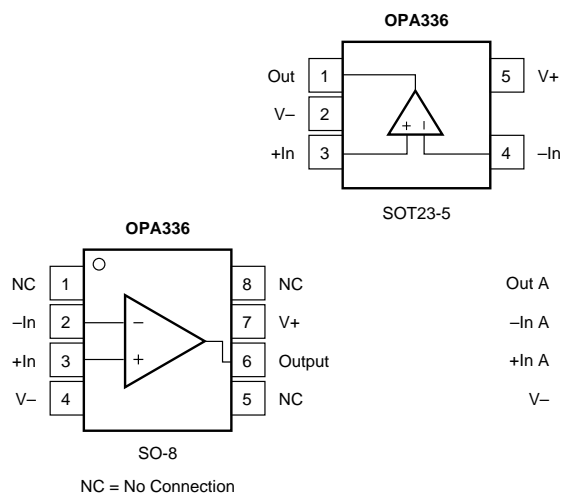 OPA336
Out 1 5 V+
V– 2
+In 3 4 –In
+ –
SOT23-5
OPA336
NC 1 8 NC
–In 2 – 7 V+
+In 3 + 6 Output
V– 4 5 NC
SO-8
NC = No Connection
Out A
–In A
+In A
V–